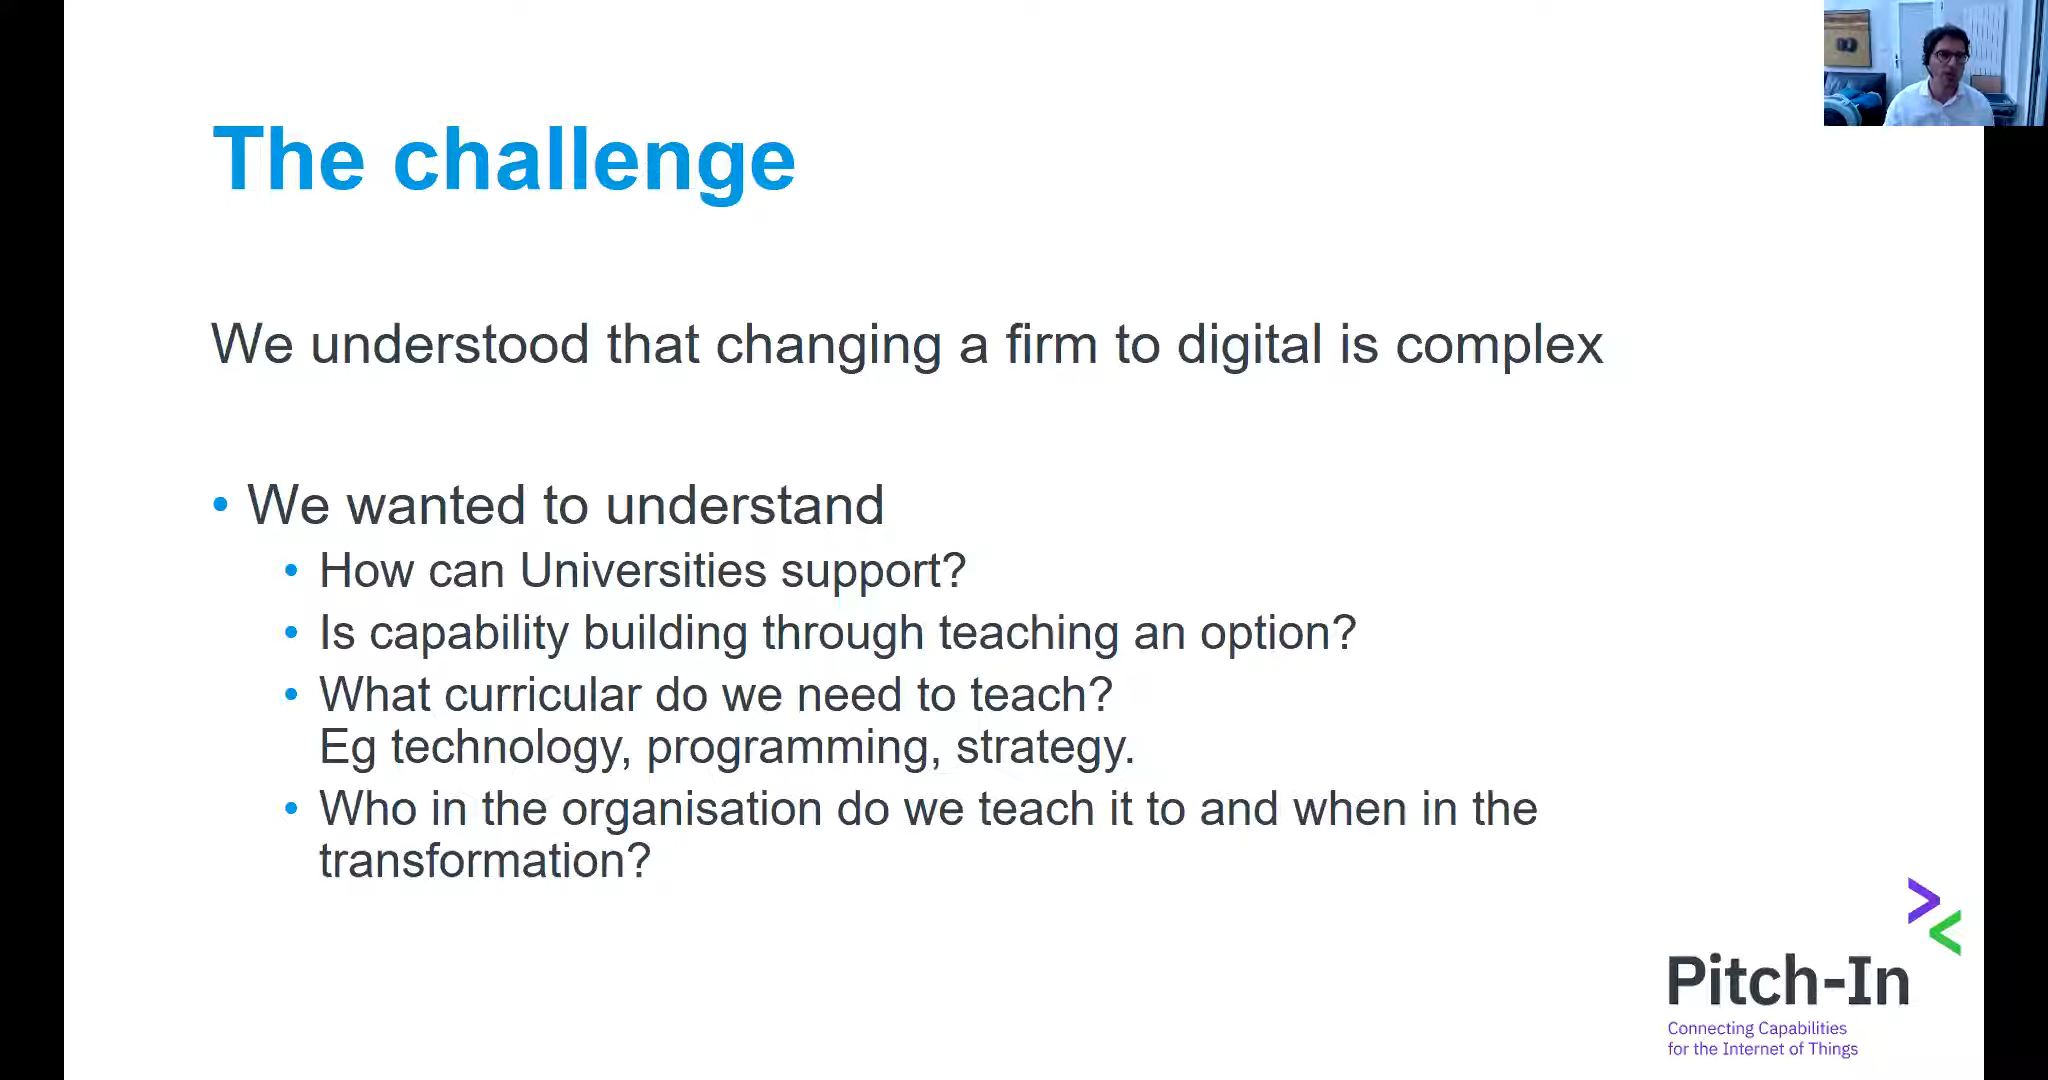 The challenge
We understood that changing a firm to digital is complex
• We wanted to understand
• How can Universities support?
• Is capability building through teaching an option?
• What curricular do we need to teach?
Eg technology, programming, strategy.
• Who in the organisation do we teach it to and when in the
transformation?
Pitch-In
Connecting Capabilities
for the Internet of Things